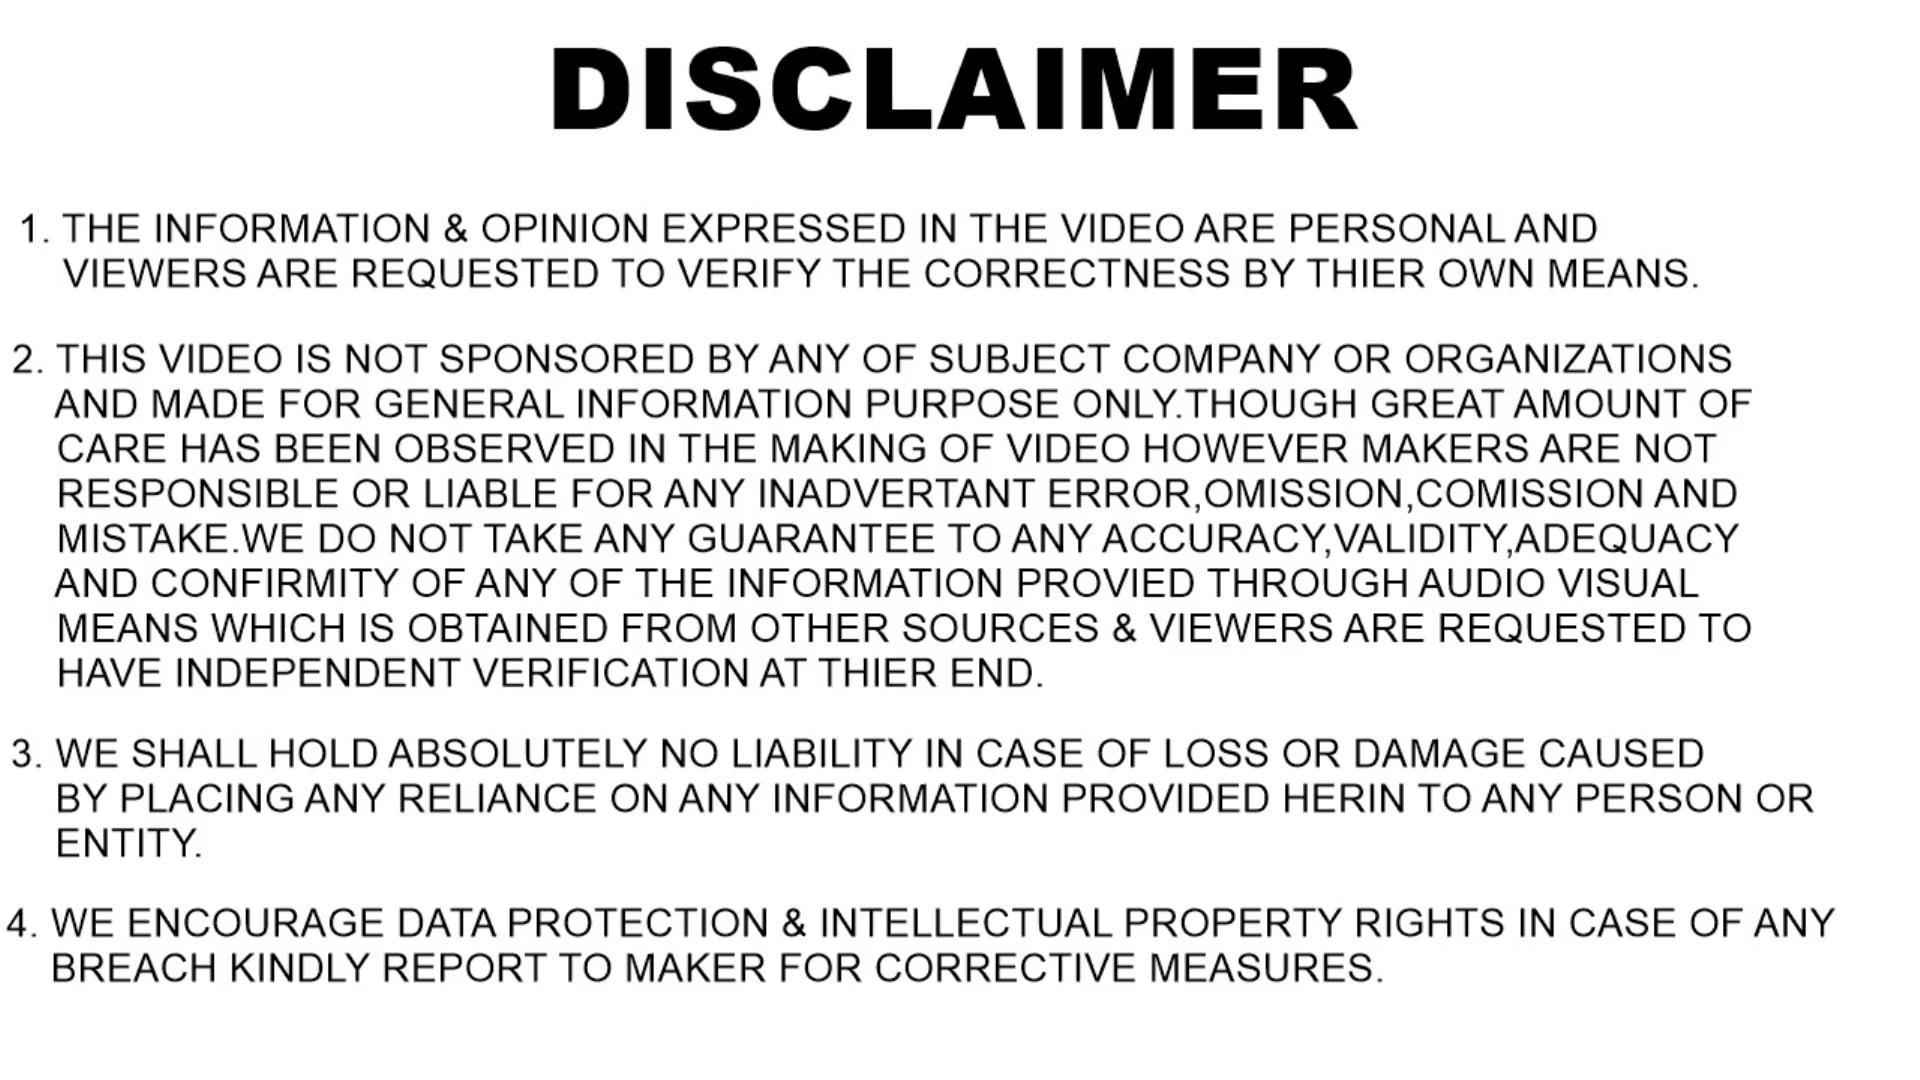 DISCLAIMER
1. THE INFORMATION & OPINION EXPRESSED IN THE VIDEO ARE PERSONAL AND
VIEWERS ARE REQUESTED TO VERIFY THE CORRECTNESS BY THIER OWN MEANS.
2. THIS VIDEO IS NOT SPONSORED BY ANY OF SUBJECT COMPANY OR ORGANIZATIONS
AND MADE FOR GENERAL INFORMATION PURPOSE ONLY.THOUGH GREAT AMOUNT OF
CARE HAS BEEN OBSERVED IN THE MAKING OF VIDEO HOWEVER MAKERS ARE NOT
RESPONSIBLE OR LIABLE FOR ANY INADVERTANT ERROR,OMISSION,COMISSION AND
MISTAKE.WE DO NOT TAKE ANY GUARANTEE TO ANY ACCURACY,VALIDITY,ADEQUACY
AND CONFIRMITY OF ANY OF THE INFORMATION PROVIED THROUGH AUDIO VISUAL
MEANS WHICH IS OBTAINED FROM OTHER SOURCES & VIEWERS ARE REQUESTED TO
HAVE INDEPENDENT VERIFICATION AT THIER END.
3. WE SHALL HOLD ABSOLUTELY NO LIABILITY IN CASE OF LOSS OR DAMAGE CAUSED
BY PLACING ANY RELIANCE ON ANY INFORMATION PROVIDED HERIN TO ANY PERSON OR
ENTITY.
4. WE ENCOURAGE DATA PROTECTION & INTELLECTUAL PROPERTY RIGHTS IN CASE OF ANY
BREACH KINDLY REPORT TO MAKER FOR CORRECTIVE MEASURES.